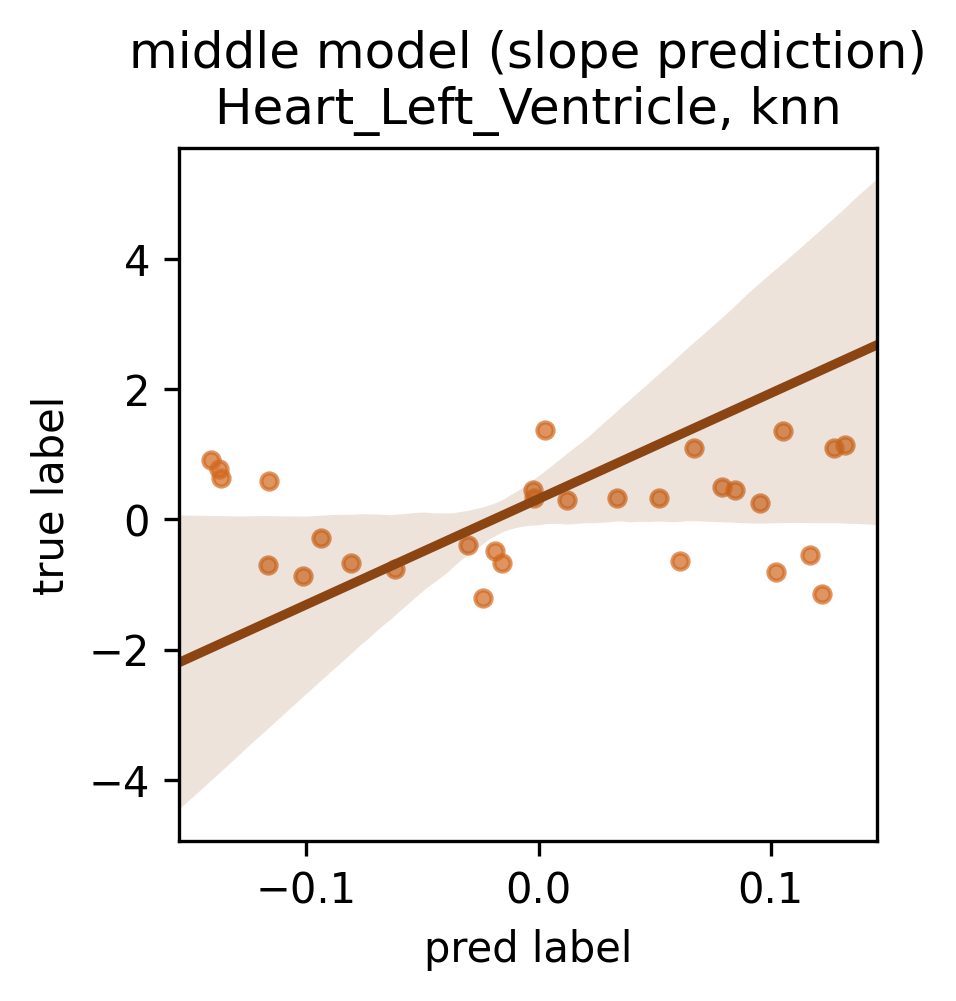 middle model (slope prediction)
Heart_Left_Ventricle, knn
4
2
0
−2
−4
true label
−0.1
0.0
0.1
pred label